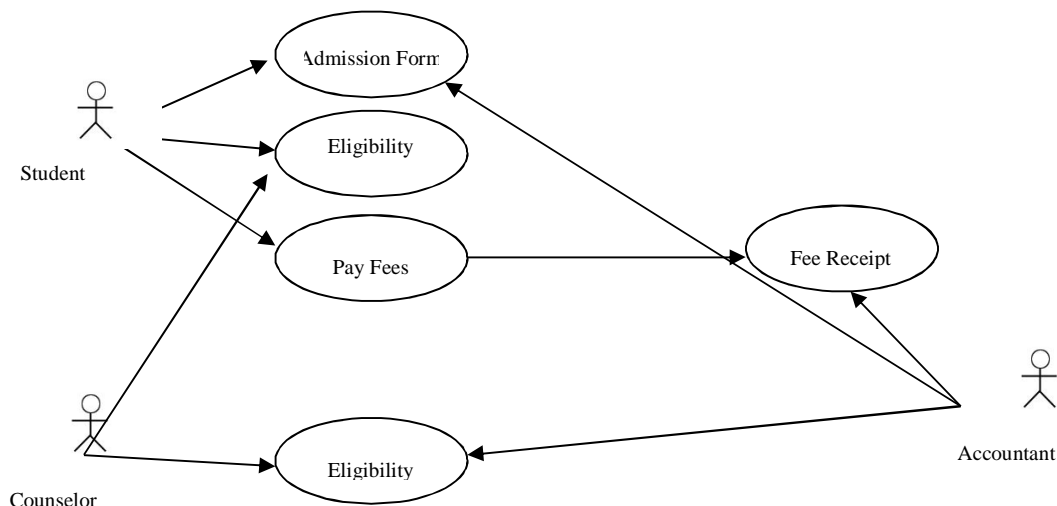 Admission Form
Eligibility
Student
Pay Fees
Fee Receipt
Accountant
Eligibility
Counselor